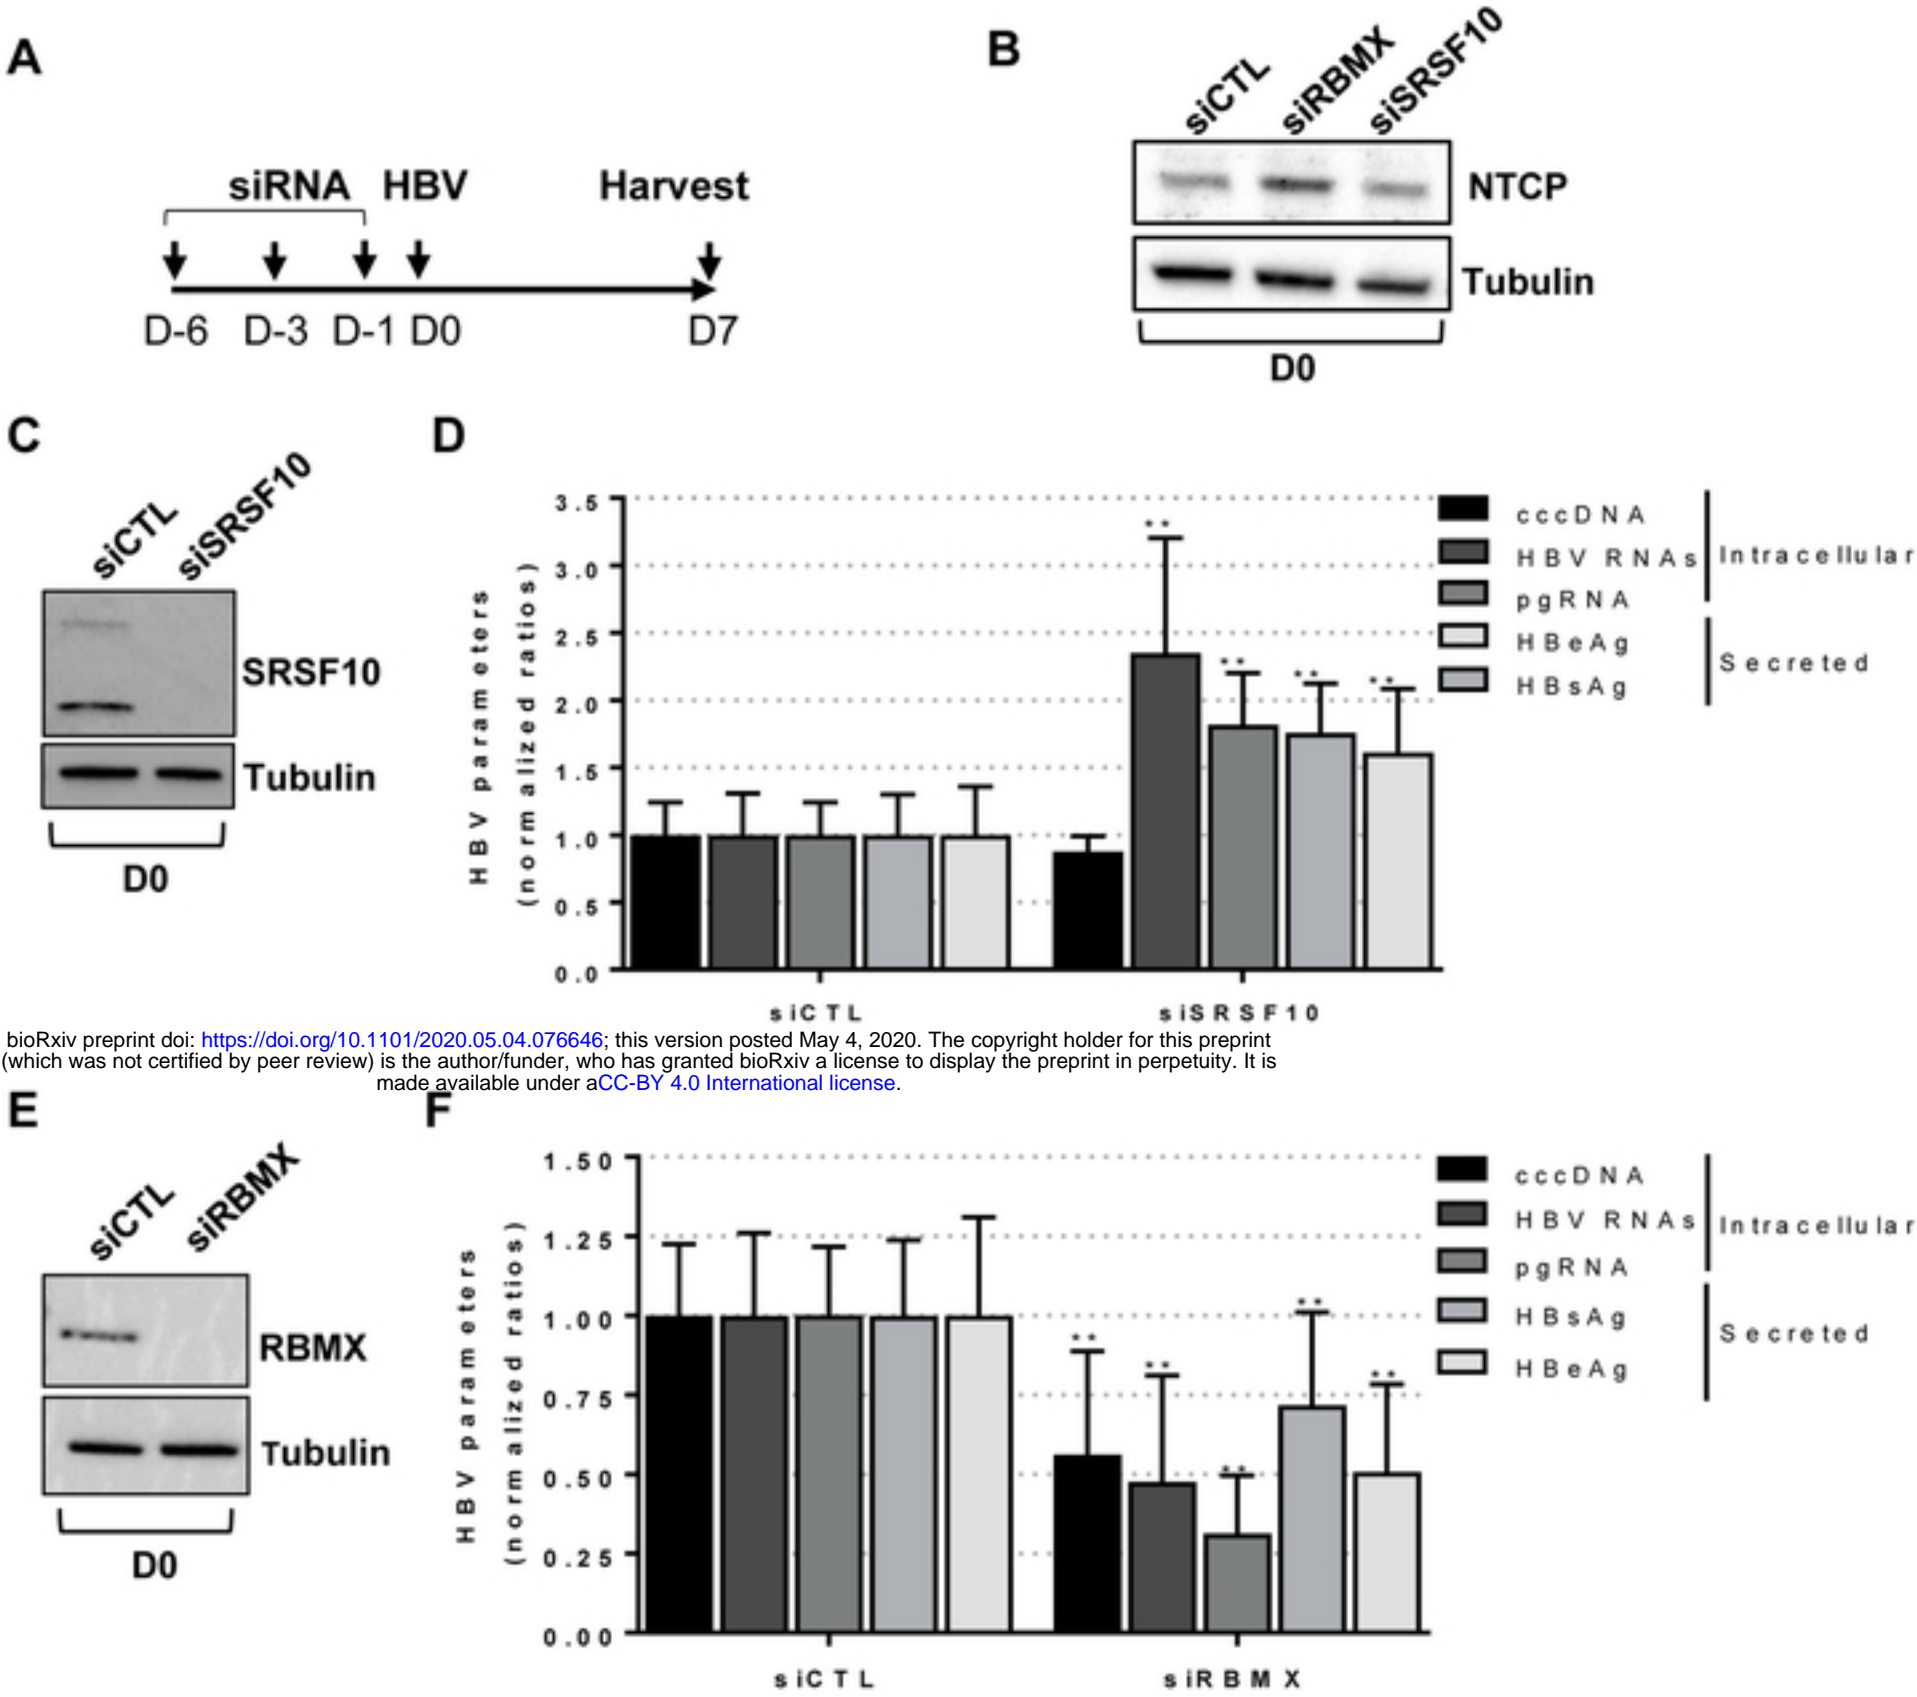 A
siRNA HBV Harvest
D-6 D-3 D-1 D0 D7
B
siCTL siRBMX siSRSF10
NTCP
Tubulin
D0
C
siCTL siSRSF10
SRSF10
Tubulin
D0
D
HBV parameters
(normalized ratios)
3.5
3.0
2.5
2.0
1.5
1.0
0.5
0.0
** ** ** **
siCTL siSRSF10
cccDNA
HBV RNAs
pgRNA
Intracellular
HBeAg
HBsAg
Secreted
bioRxiv preprint doi: https://doi.org/10.1101/2020.05.04.076646; this version posted May 4, 2020. The copyright holder for this preprint
(which was not certified by peer review) is the author/funder, who has granted bioRxiv a license to display the preprint in perpetuity. It is
made available under aCC-BY 4.0 International license.
E
siCTL siRBMX
RBMX
Tubulin
D0
F
HBV parameters
(normalized ratios)
1.50
1.25
1.00
0.75
0.50
0.25
0.00
** ** ** ** **
siCTL siRBMX
cccDNA
HBV RNAs
pgRNA
Intracellular
HBsAg
HBeAg
Secreted